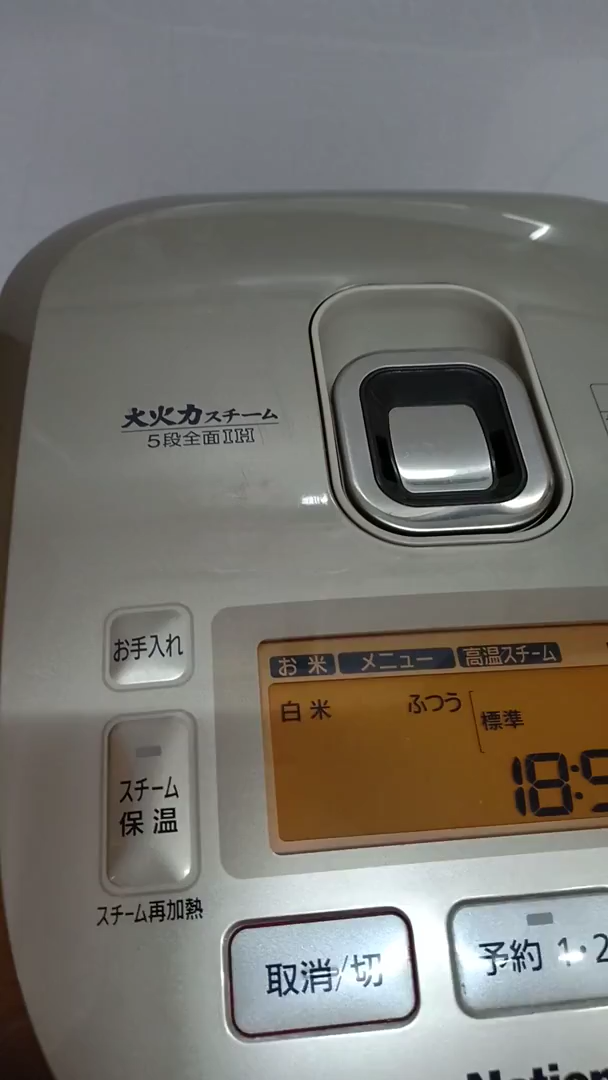 大火力スチーム
5段全面IH
お手入れ
お米 メニュー 高温スチーム
白米 ふつう 標準
スチーム
保温
スチーム再加熱
取消/切 予約 1・2